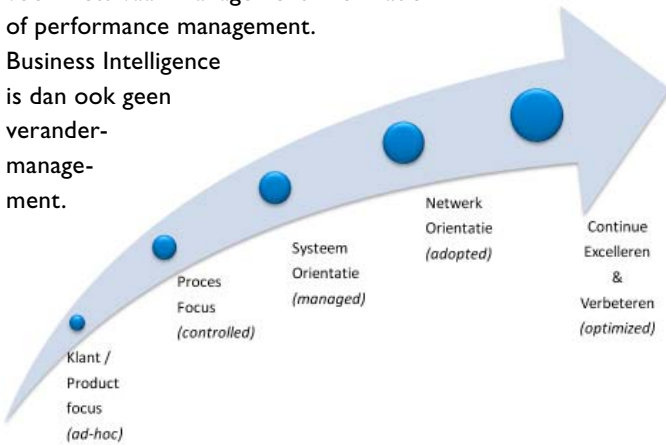 of performance management.
Business Intelligence
is dan ook geen
verander-
manage-
ment.
Klant /
Product
focus
(ad-hoc)
Proces
Focus
(controlled)
Systeem
Orientatie
(managed)
Netwerk
Orientatie
(adopted)
Continue
Excelleren
&
Verbeteren
(optimized)